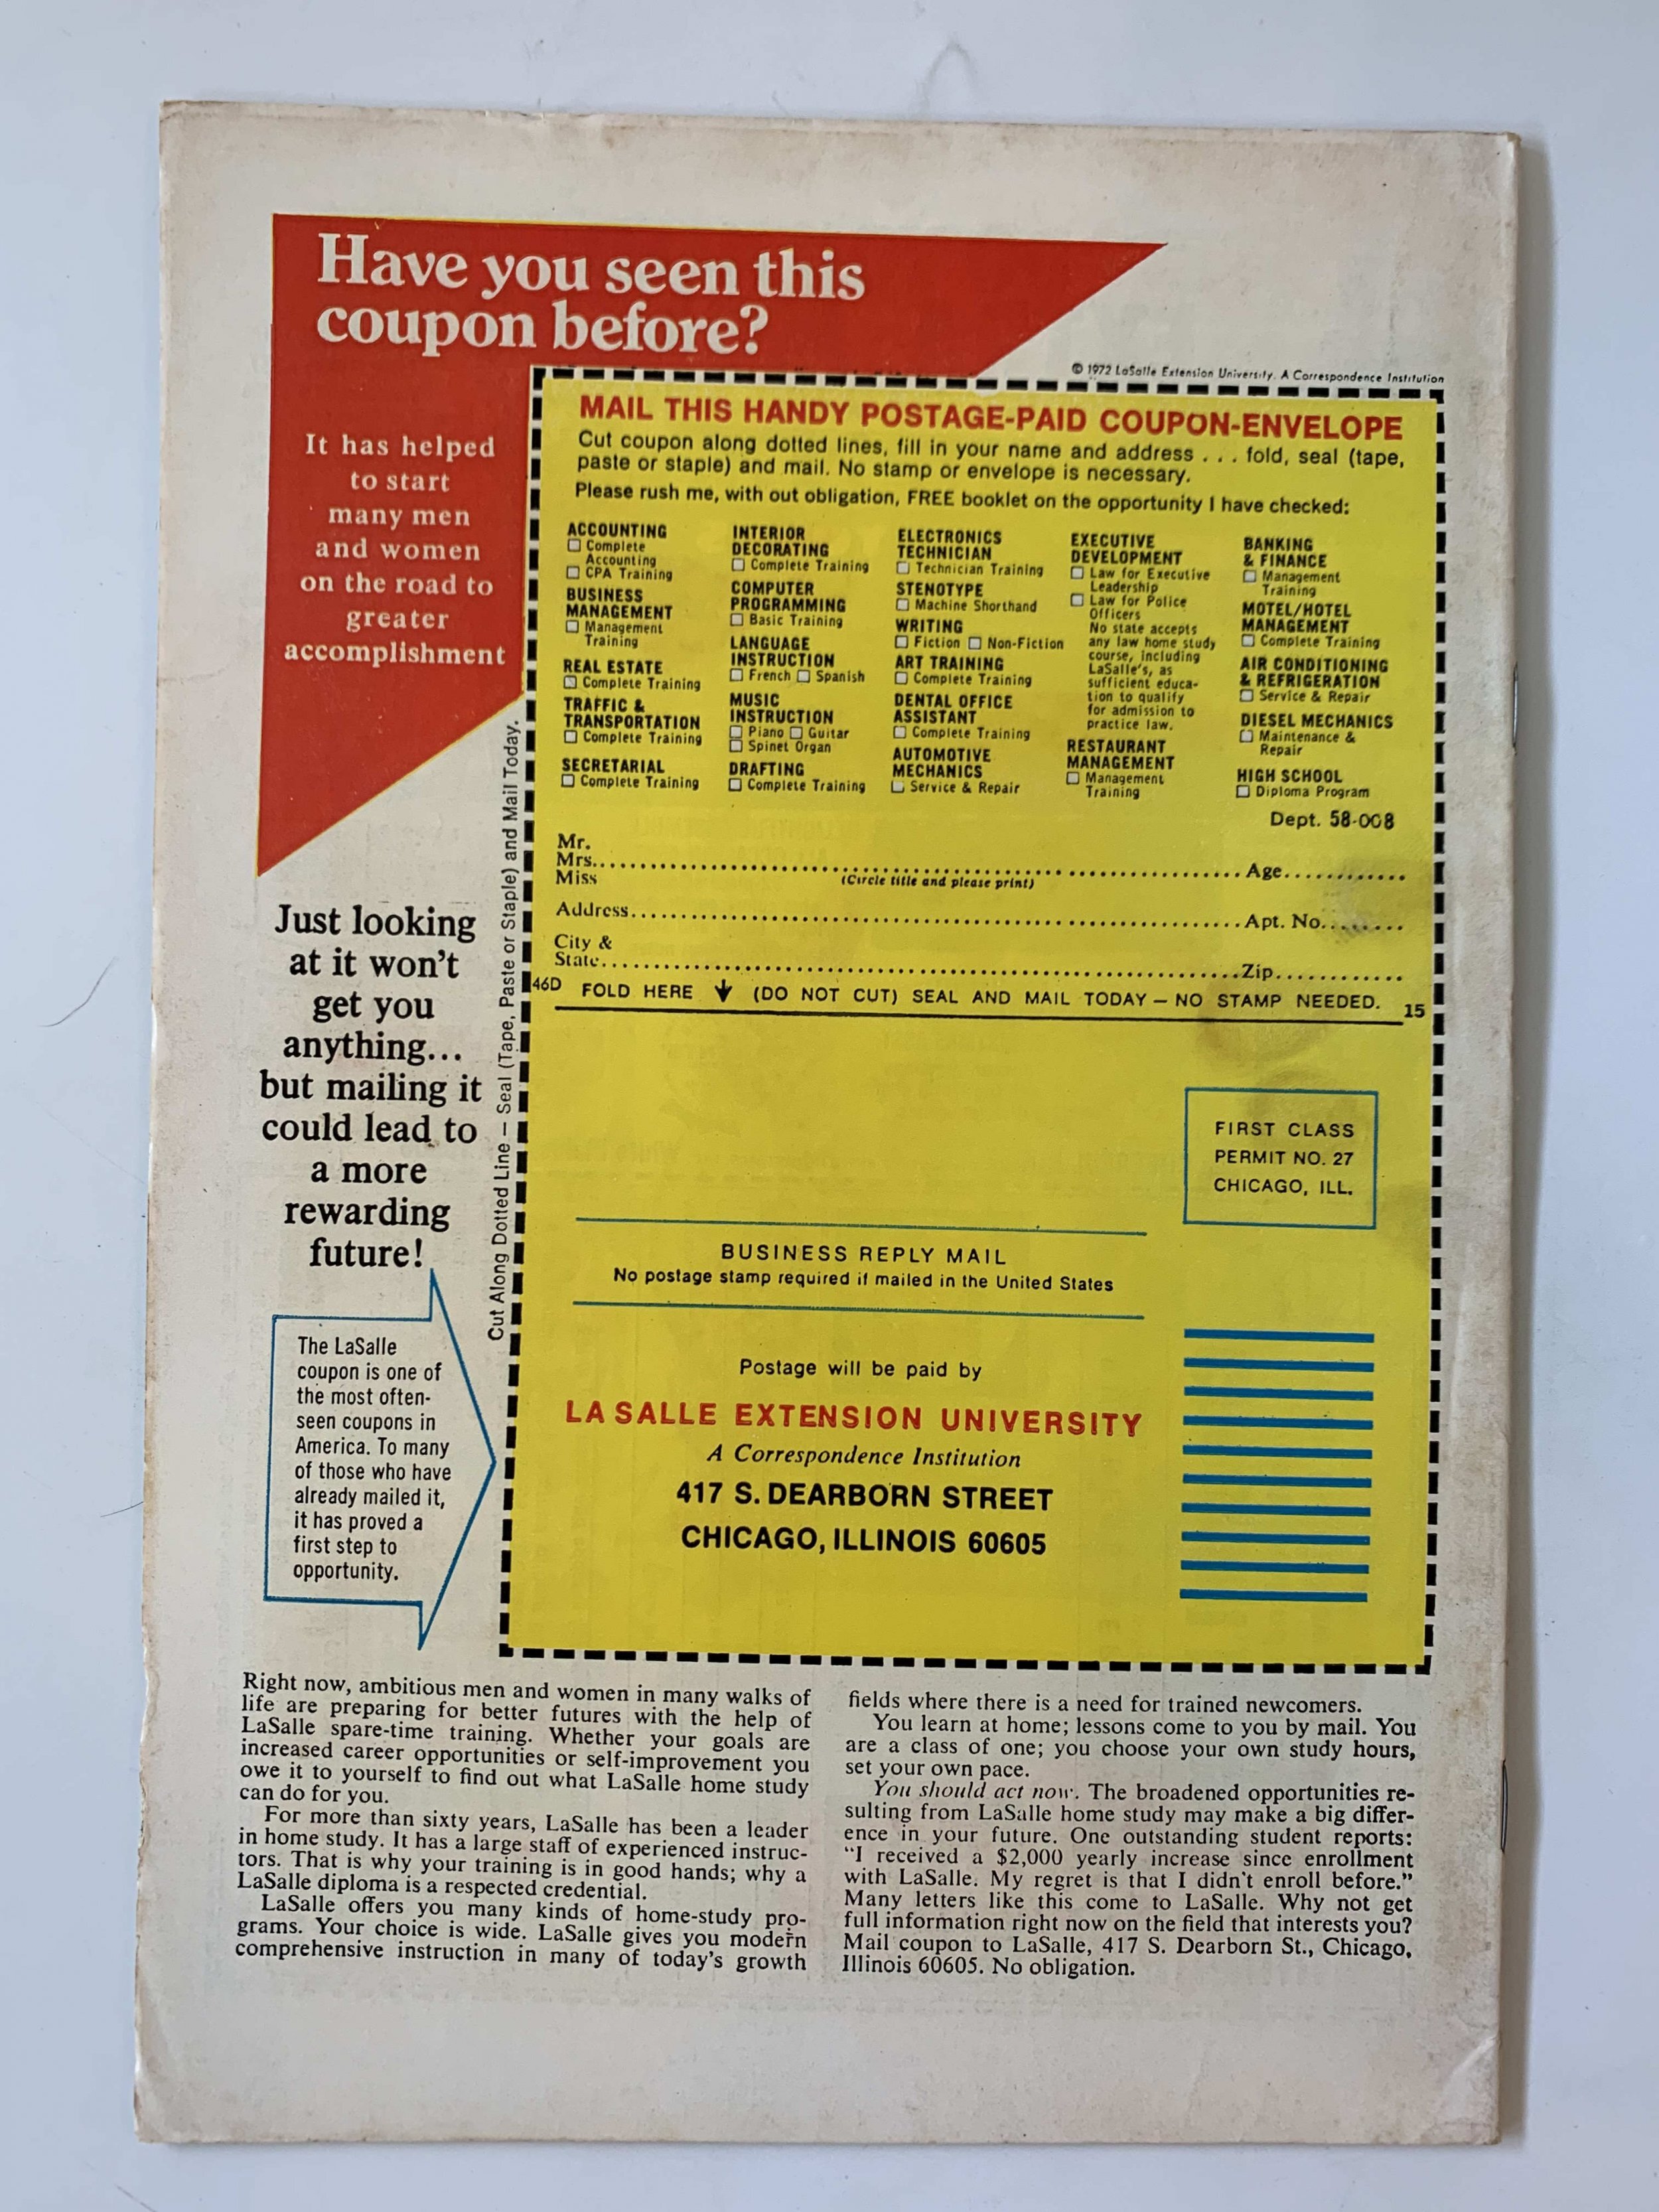 Have you seen this
coupon before?
It has helped
to start
many men
and women
on the road to
greater
accomplishment
© 1972 LaSalle Extension University. A Correspondence Institution
MAIL THIS HANDY POSTAGE-PAID COUPON-ENVELOPE
Cut coupon along dotted lines, fill in your name and address . . . fold, seal (tape,
paste or staple) and mail. No stamp or envelope is necessary.
Please rush me, with out obligation, FREE booklet on the opportunity I have checked:
ACCOUNTING
Complete
Accounting
CPA Training
BUSINESS
MANAGEMENT
Management
Training
REAL ESTATE
Complete Training
TRAFFIC &
TRANSPORTATION
Complete Training
SECRETARIAL
Complete Training
INTERIOR
DECORATING
Complete Training
COMPUTER
PROGRAMMING
Basic Training
LANGUAGE
INSTRUCTION
French Spanish
MUSIC
INSTRUCTION
Piano Guitar
Spinet Organ
DRAFTING
Complete Training
ELECTRONICS
TECHNICIAN
Technician Training
STENOTYPE
Machine Shorthand
WRITING
Fiction Non-Fiction
ART TRAINING
Complete Training
DENTAL OFFICE
ASSISTANT
Complete Training
AUTOMOTIVE
MECHANICS
Service & Repair
EXECUTIVE
DEVELOPMENT
Law for Executive
Leadership
Law for Police
Officers
No state accepts
any law home study
course, including
LaSalle's, as
sufficient educa-
tion to qualify
for admission to
practice law.
RESTAURANT
MANAGEMENT
Management
Training
BANKING
& FINANCE
Management
Training
MOTEL/HOTEL
MANAGEMENT
Complete Training
AIR CONDITIONING
& REFRIGERATION
Service & Repair
DIESEL MECHANICS
Maintenance &
Repair
HIGH SCHOOL
Diploma Program
Dept. 58-008
Mr.
Mrs. Age
Miss (Circle title and please print)
Address Apt. No.
City &
State Zip
46D FOLD HERE ↓ (DO NOT CUT) SEAL AND MAIL TODAY — NO STAMP NEEDED. 15
Cut Along Dotted Line — Seal (Tape, Paste or Staple) and Mail Today.
Just looking
at it won't
get you
anything...
but mailing it
could lead to
a more
rewarding
future!
The LaSalle
coupon is one of
the most often-
seen coupons in
America. To many
of those who have
already mailed it,
it has proved a
first step to
opportunity.
FIRST CLASS
PERMIT NO. 27
CHICAGO, ILL.
BUSINESS REPLY MAIL
No postage stamp required if mailed in the United States
Postage will be paid by
LA SALLE EXTENSION UNIVERSITY
A Correspondence Institution
417 S. DEARBORN STREET
CHICAGO, ILLINOIS 60605
Right now, ambitious men and women in many walks of
life are preparing for better futures with the help of
LaSalle spare-time training. Whether your goals are
increased career opportunities or self-improvement you
owe it to yourself to find out what LaSalle home study
can do for you.
For more than sixty years, LaSalle has been a leader
in home study. It has a large staff of experienced instruc-
tors. That is why your training is in good hands; why a
LaSalle diploma is a respected credential.
LaSalle offers you many kinds of home-study pro-
grams. Your choice is wide. LaSalle gives you modern
comprehensive instruction in many of today's growth
fields where there is a need for trained newcomers.
You learn at home; lessons come to you by mail. You
are a class of one; you choose your own study hours,
set your own pace.
You should act now. The broadened opportunities re-
sulting from LaSalle home study may make a big differ-
ence in your future. One outstanding student reports:
"I received a $2,000 yearly increase since enrollment
with LaSalle. My regret is that I didn't enroll before."
Many letters like this come to LaSalle. Why not get
full information right now on the field that interests you?
Mail coupon to LaSalle, 417 S. Dearborn St., Chicago,
Illinois 60605. No obligation.